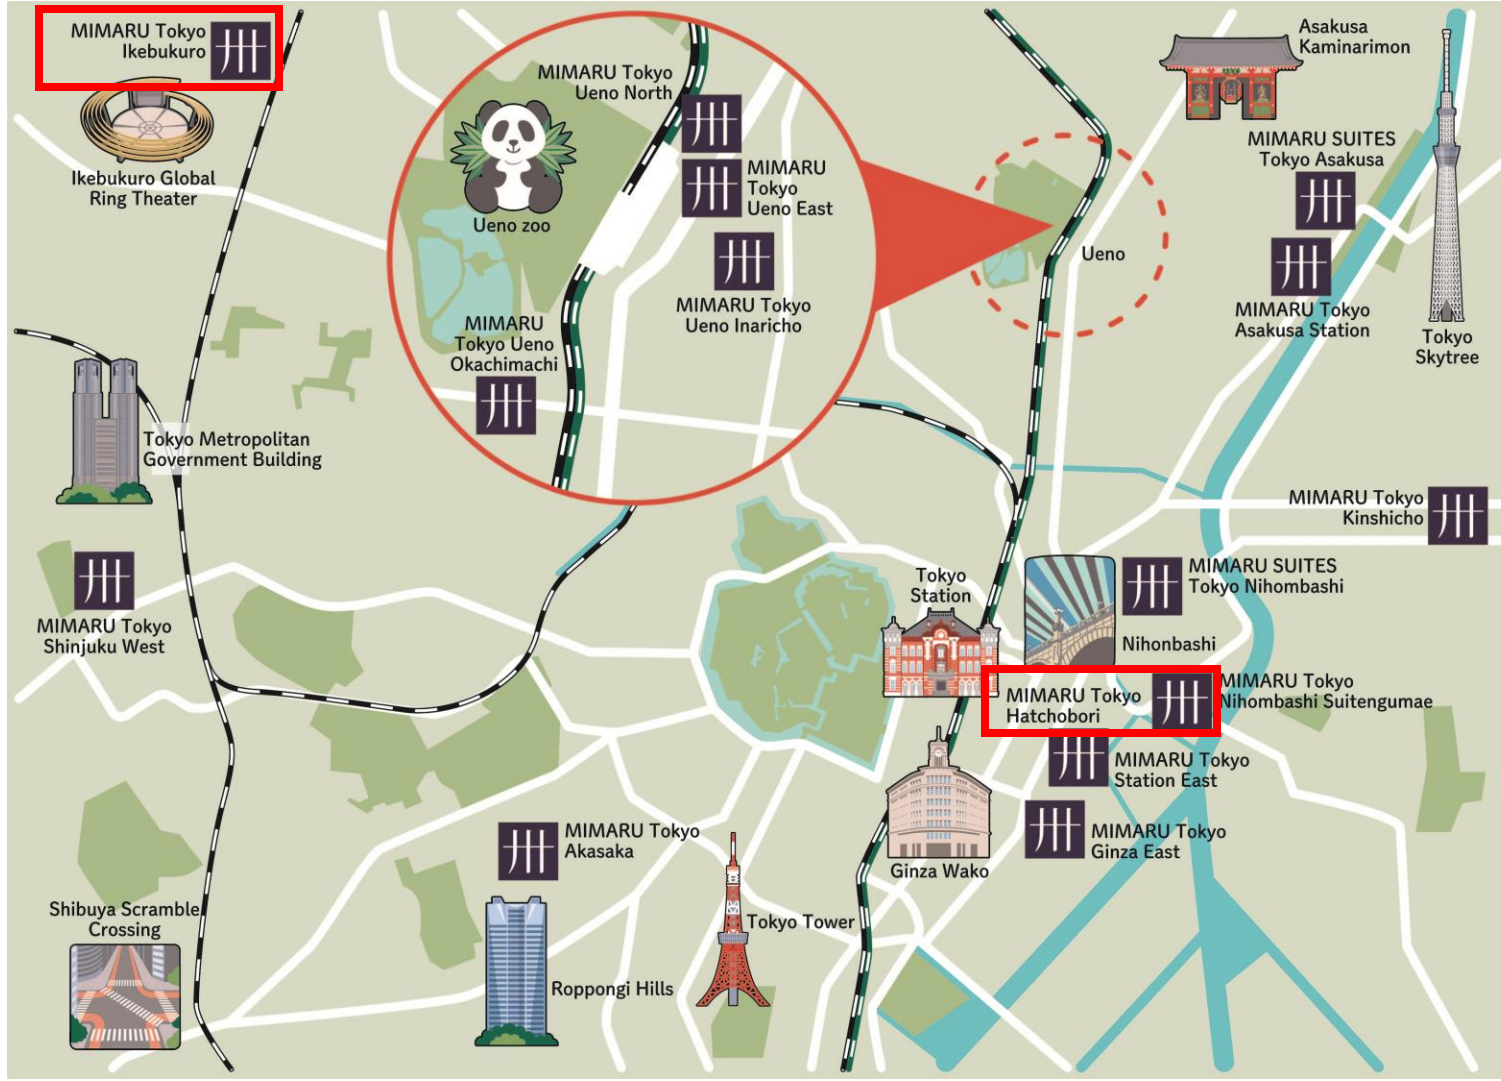 MIMARU Tokyo
Ikebukuro
Ikebukuro Global
Ring Theater
MIMARU Tokyo
Ueno North
MIMARU
Tokyo
Ueno East
Ueno zoo
MIMARU Tokyo
Ueno Inaricho
MIMARU
Tokyo Ueno
Okachimachi
Ueno
Asakusa
Kaminarimon
MIMARU SUITES
Tokyo Asakusa
MIMARU Tokyo
Asakusa Station
Tokyo
Skytree
Tokyo Metropolitan
Government Building
MIMARU Tokyo
Kinshicho
MIMARU Tokyo
Shinjuku West
Tokyo
Station
MIMARU SUITES
Tokyo Nihombashi
Nihonbashi
MIMARU Tokyo
Hatchobori
MIMARU Tokyo
Nihombashi Suitengumae
MIMARU Tokyo
Station East
MIMARU Tokyo
Ginza East
Ginza Wako
MIMARU Tokyo
Akasaka
Tokyo Tower
Roppongi Hills
Shibuya Scramble
Crossing